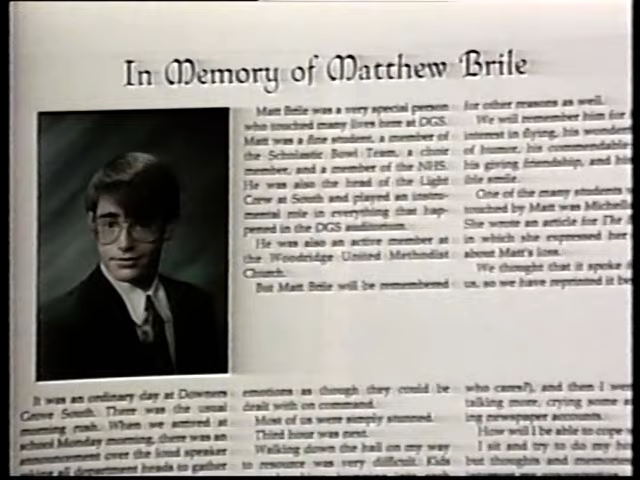 In Memory of Matthew Brile
Matt Brile was a very special person
who touched many lives here at DGS.
Matt was a fine student, a member of
the Scholastic Bowl Team, a choir
member, and a member of the NHS.
He was also the head of the Light
Crew at South and played an instru-
mental role in everything that hap-
pened in the DGS auditorium.
He was also an active member at
the Woodridge United Methodist
Church.
But Matt Brile will be remembered
for other reasons as well.
We will remember him for
interest in flying, his
of humor, his
his giving friendship, and
smile.
One of the many students
touched by Matt was
She wrote an article for The
in which she expressed her
about Matt's loss.
We thought that it spoke
us, so we have reprinted it
It was an ordinary day at Downers
Grove South. There was the usual
morning rush. When we arrived at
school Monday morning, there was an
announcement over the loud speaker
all department heads to gather
emotions as though they could be
dealt with on command.
Most of us were simply stunned.
Third hour was next.
Walking down the hall on my way
to resource was very difficult. Kids
who cares?), and then I
talking more, crying some
ing newspaper accounts.
How will I be able to cope
I sit and try to do my
but thoughts and